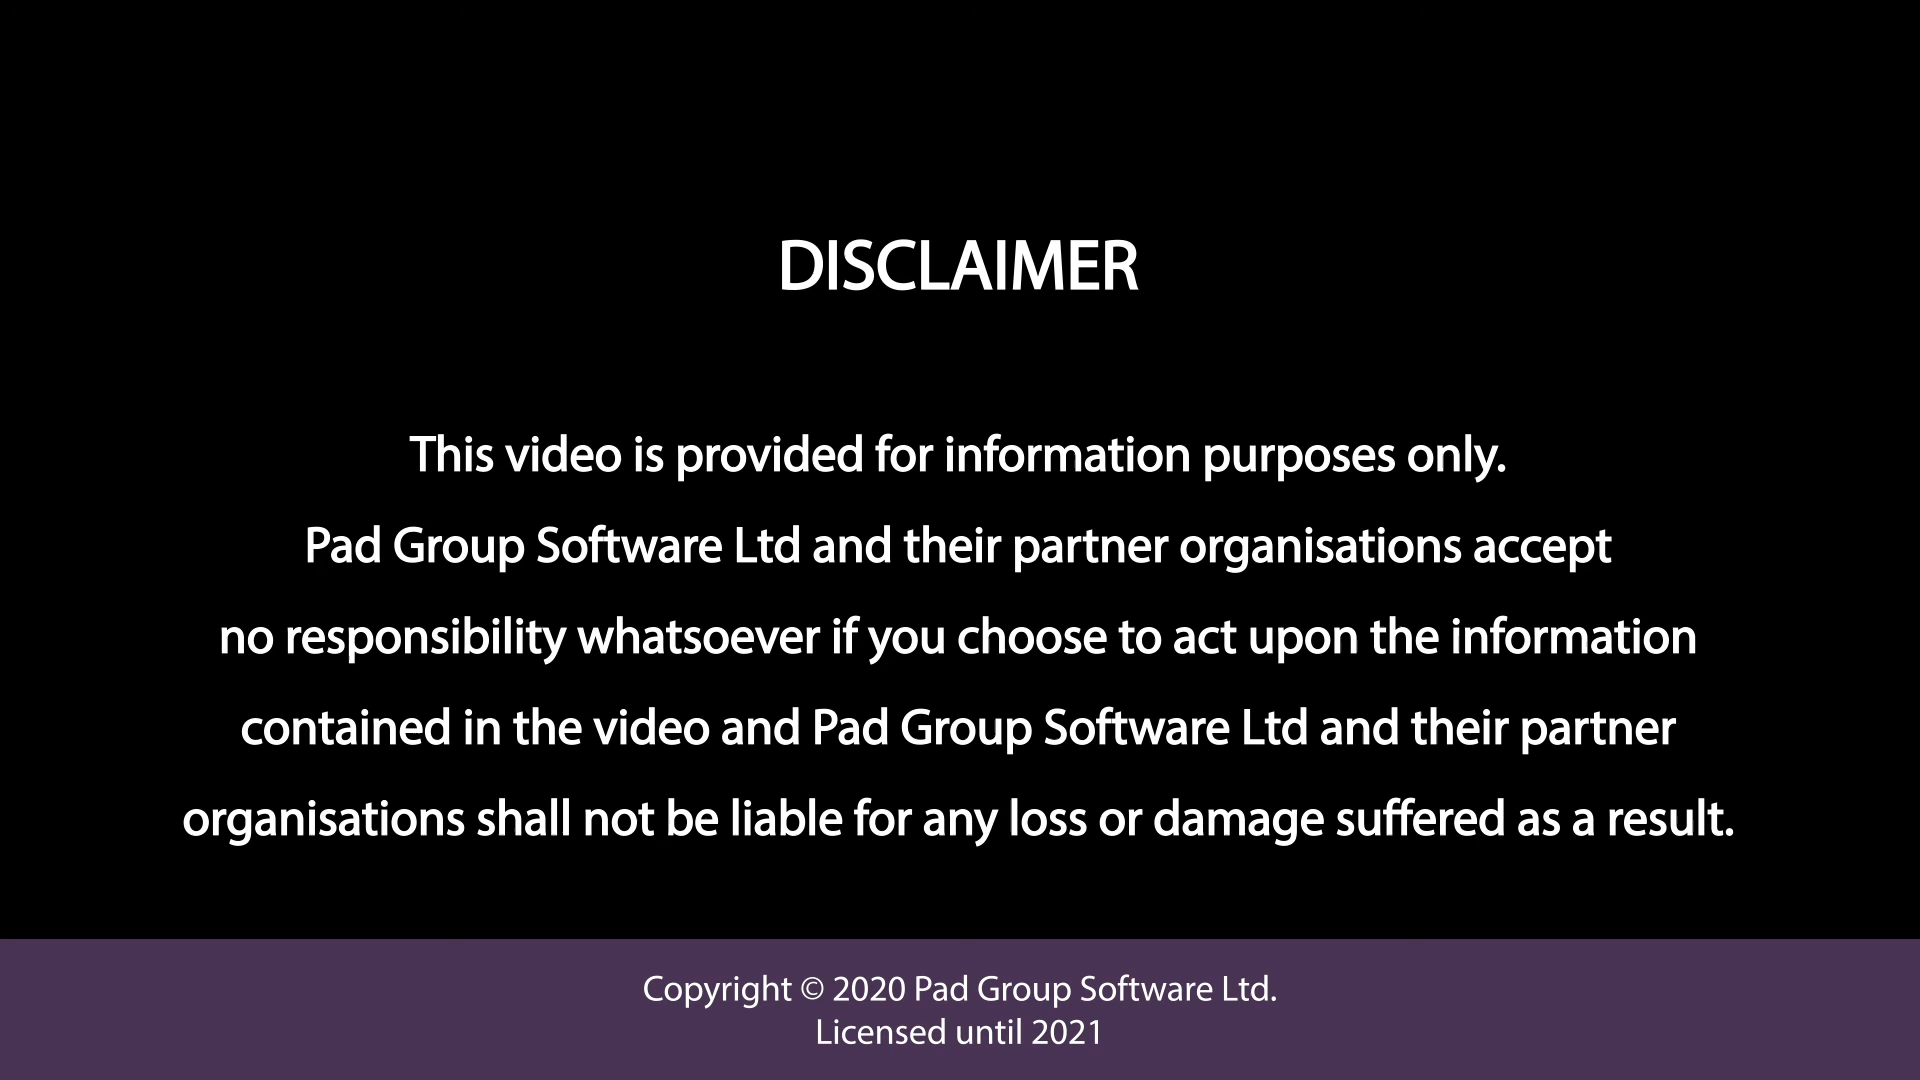 DISCLAIMER
This video is provided for information purposes only.
Pad Group Software Ltd and their partner organisations accept
no responsibility whatsoever if you choose to act upon the information
contained in the video and Pad Group Software Ltd and their partner
organisations shall not be liable for any loss or damage suffered as a result.
Copyright © 2020 Pad Group Software Ltd.
Licensed until 2021